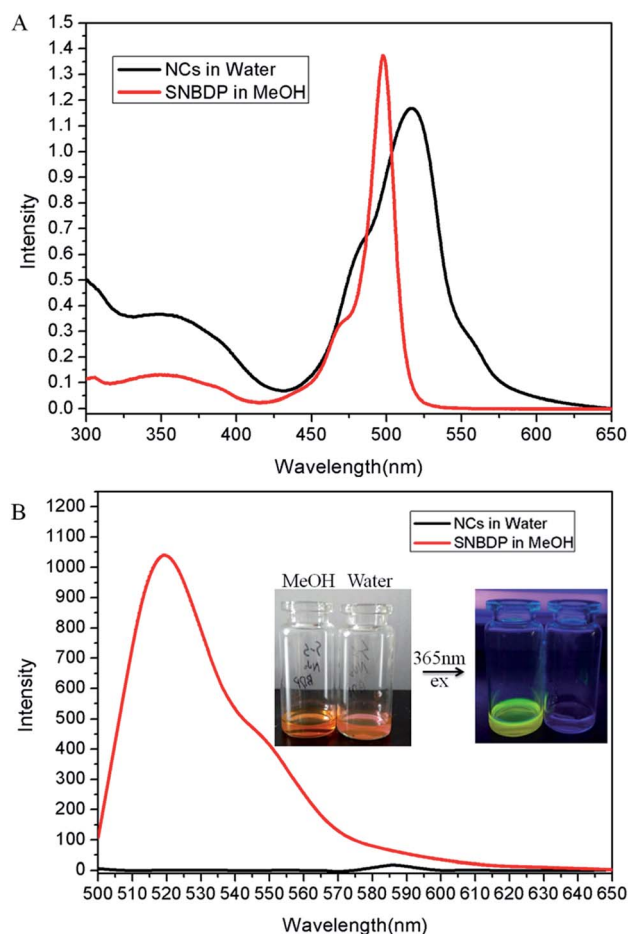 A
1.5
1.4
1.3
1.2
1.1
1.0
0.9
0.8
0.7
0.6
0.5
0.4
0.3
0.2
0.1
0.0
Intensity
NCs in Water
SNBDP in MeOH
300 350 400 450 500 550 600 650
Wavelength(nm)
B
1200
1100
1000
900
800
700
600
500
400
300
200
100
0
Intensity
NCs in Water
SNBDP in MeOH
MeOH Water
365nm
ex
BDP
500 510 520 530 540 550 560 570 580 590 600 610 620 630 640 650
Wavelength(nm)